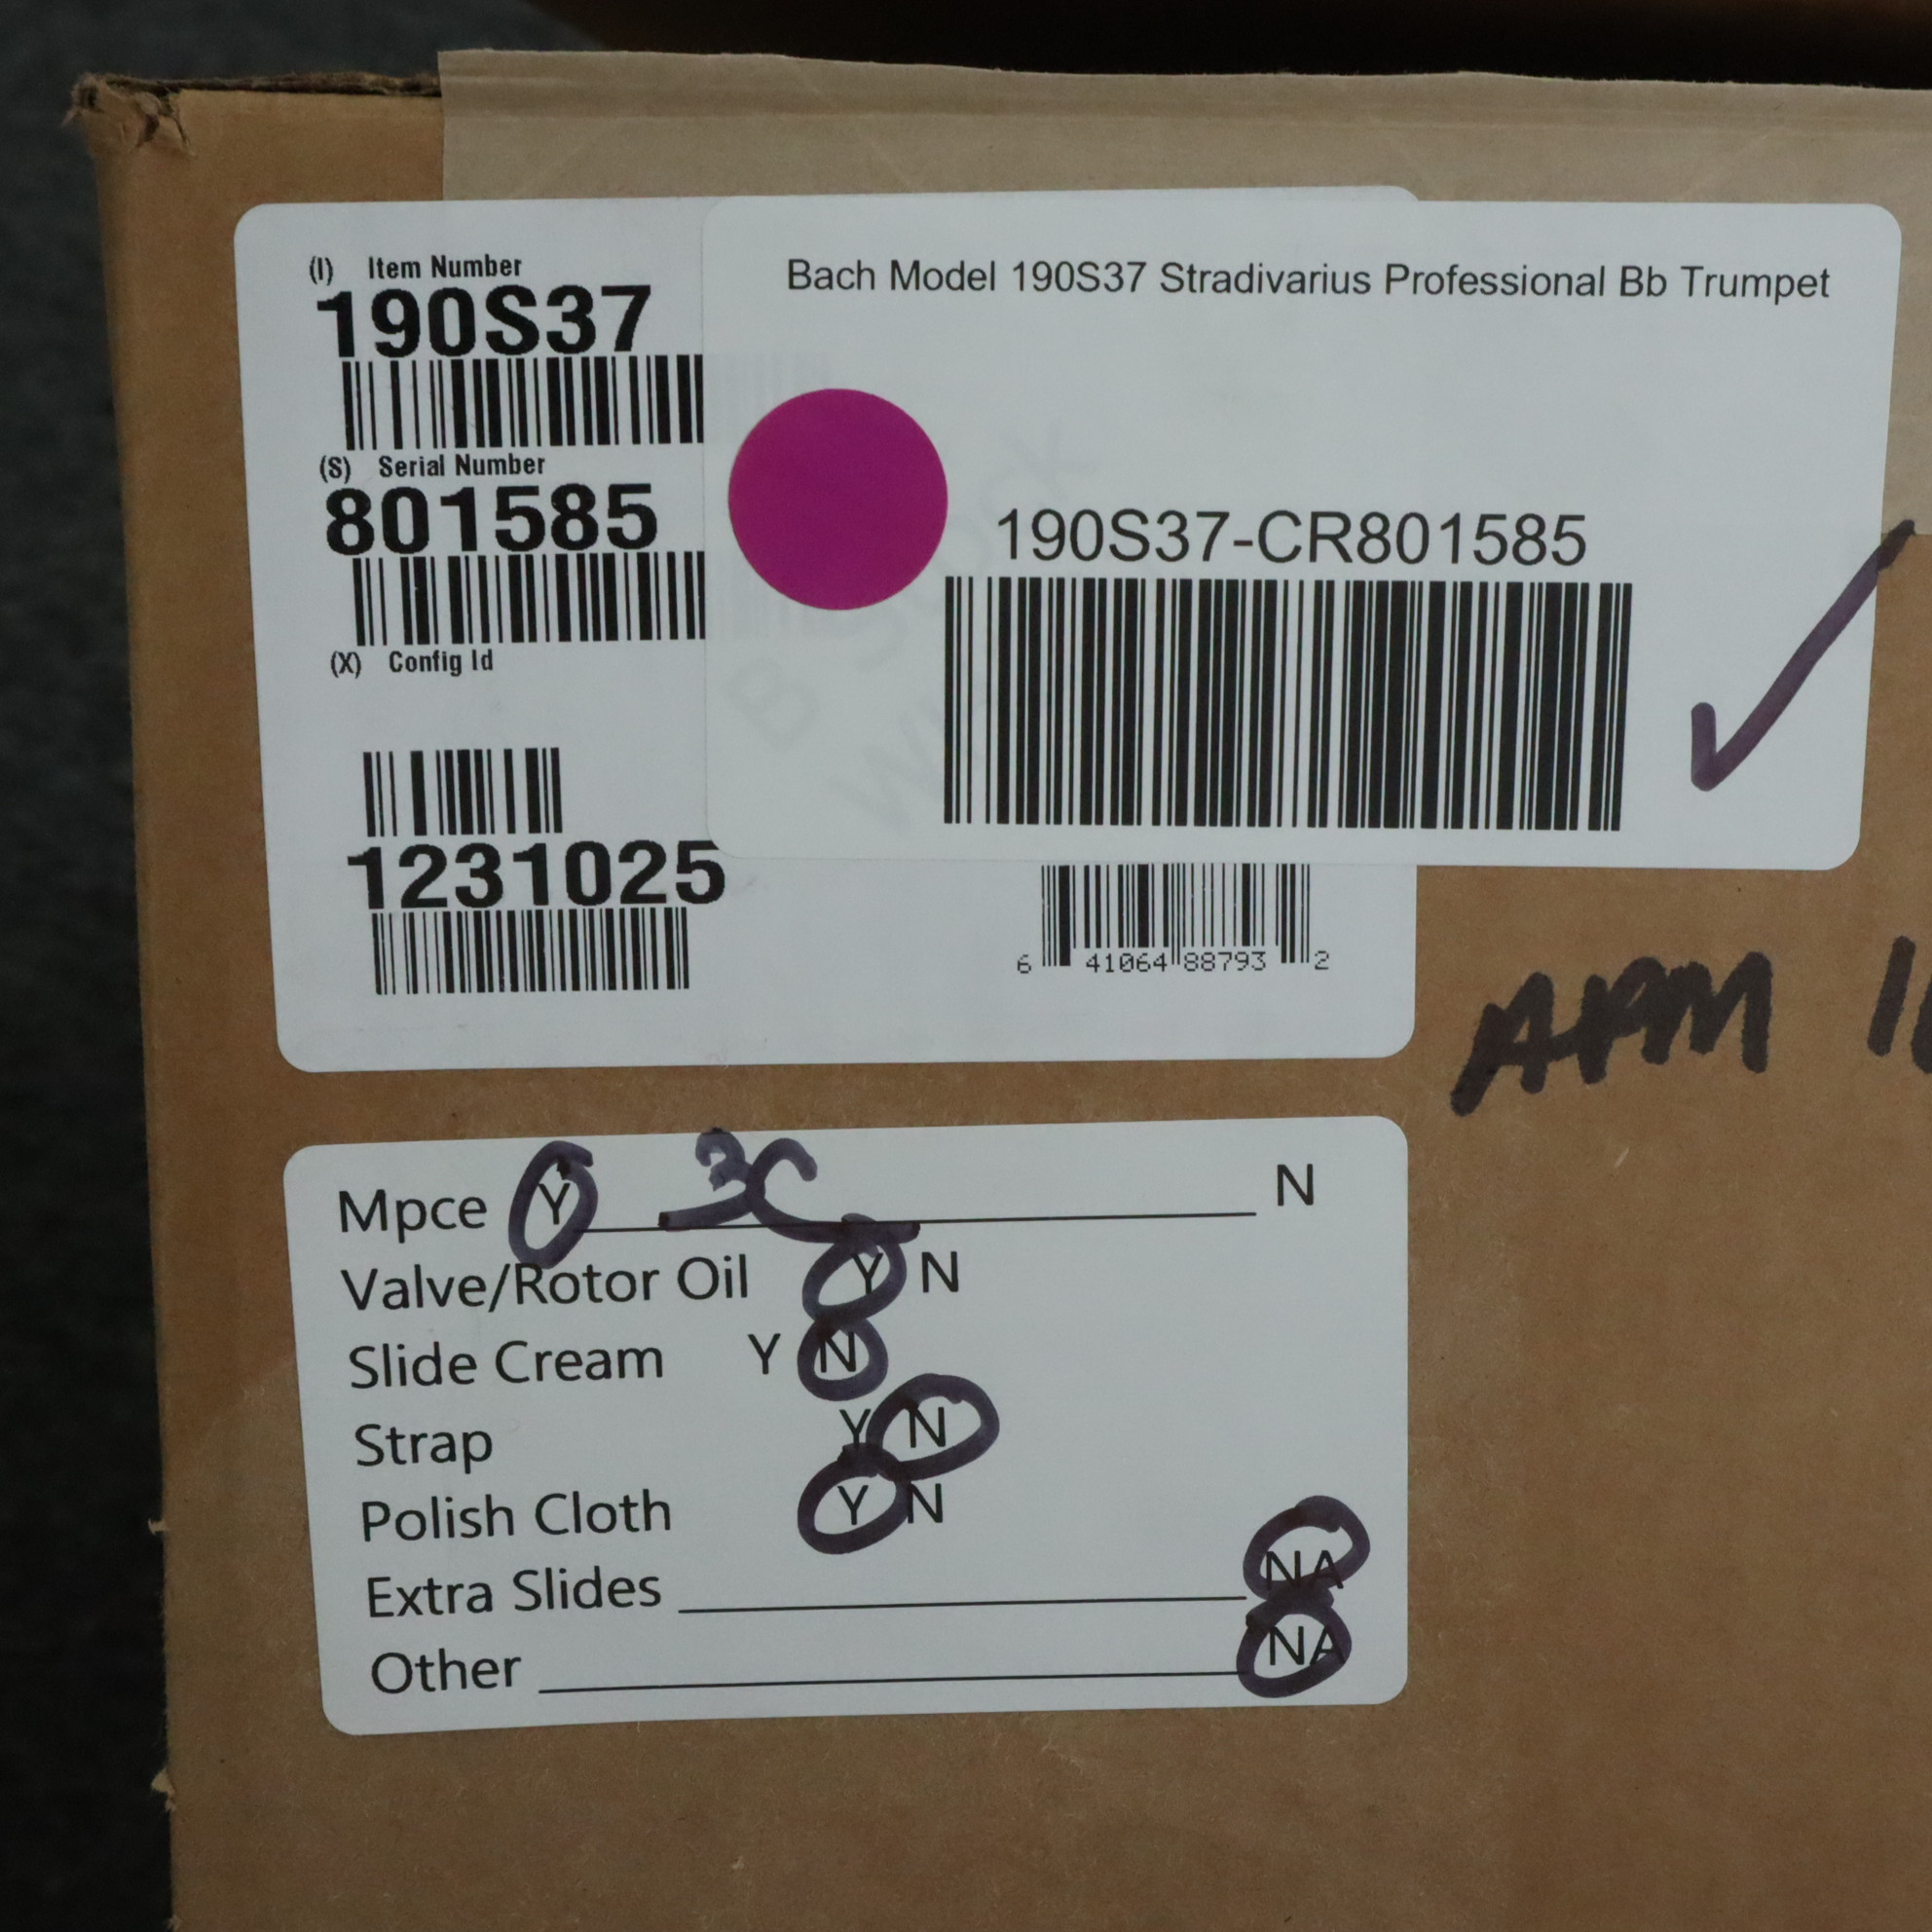 (I) Item Number
190S37
(S) Serial Number
801585
(X) Config Id
1231025
Bach Model 190S37 Stradivarius Professional Bb Trumpet
190S37-CR801585
6 41064 88793 2
Mpce Y 3C N
Valve/Rotor Oil Y N
Slide Cream Y N
Strap Y N
Polish Cloth Y N
Extra Slides NA
Other NA